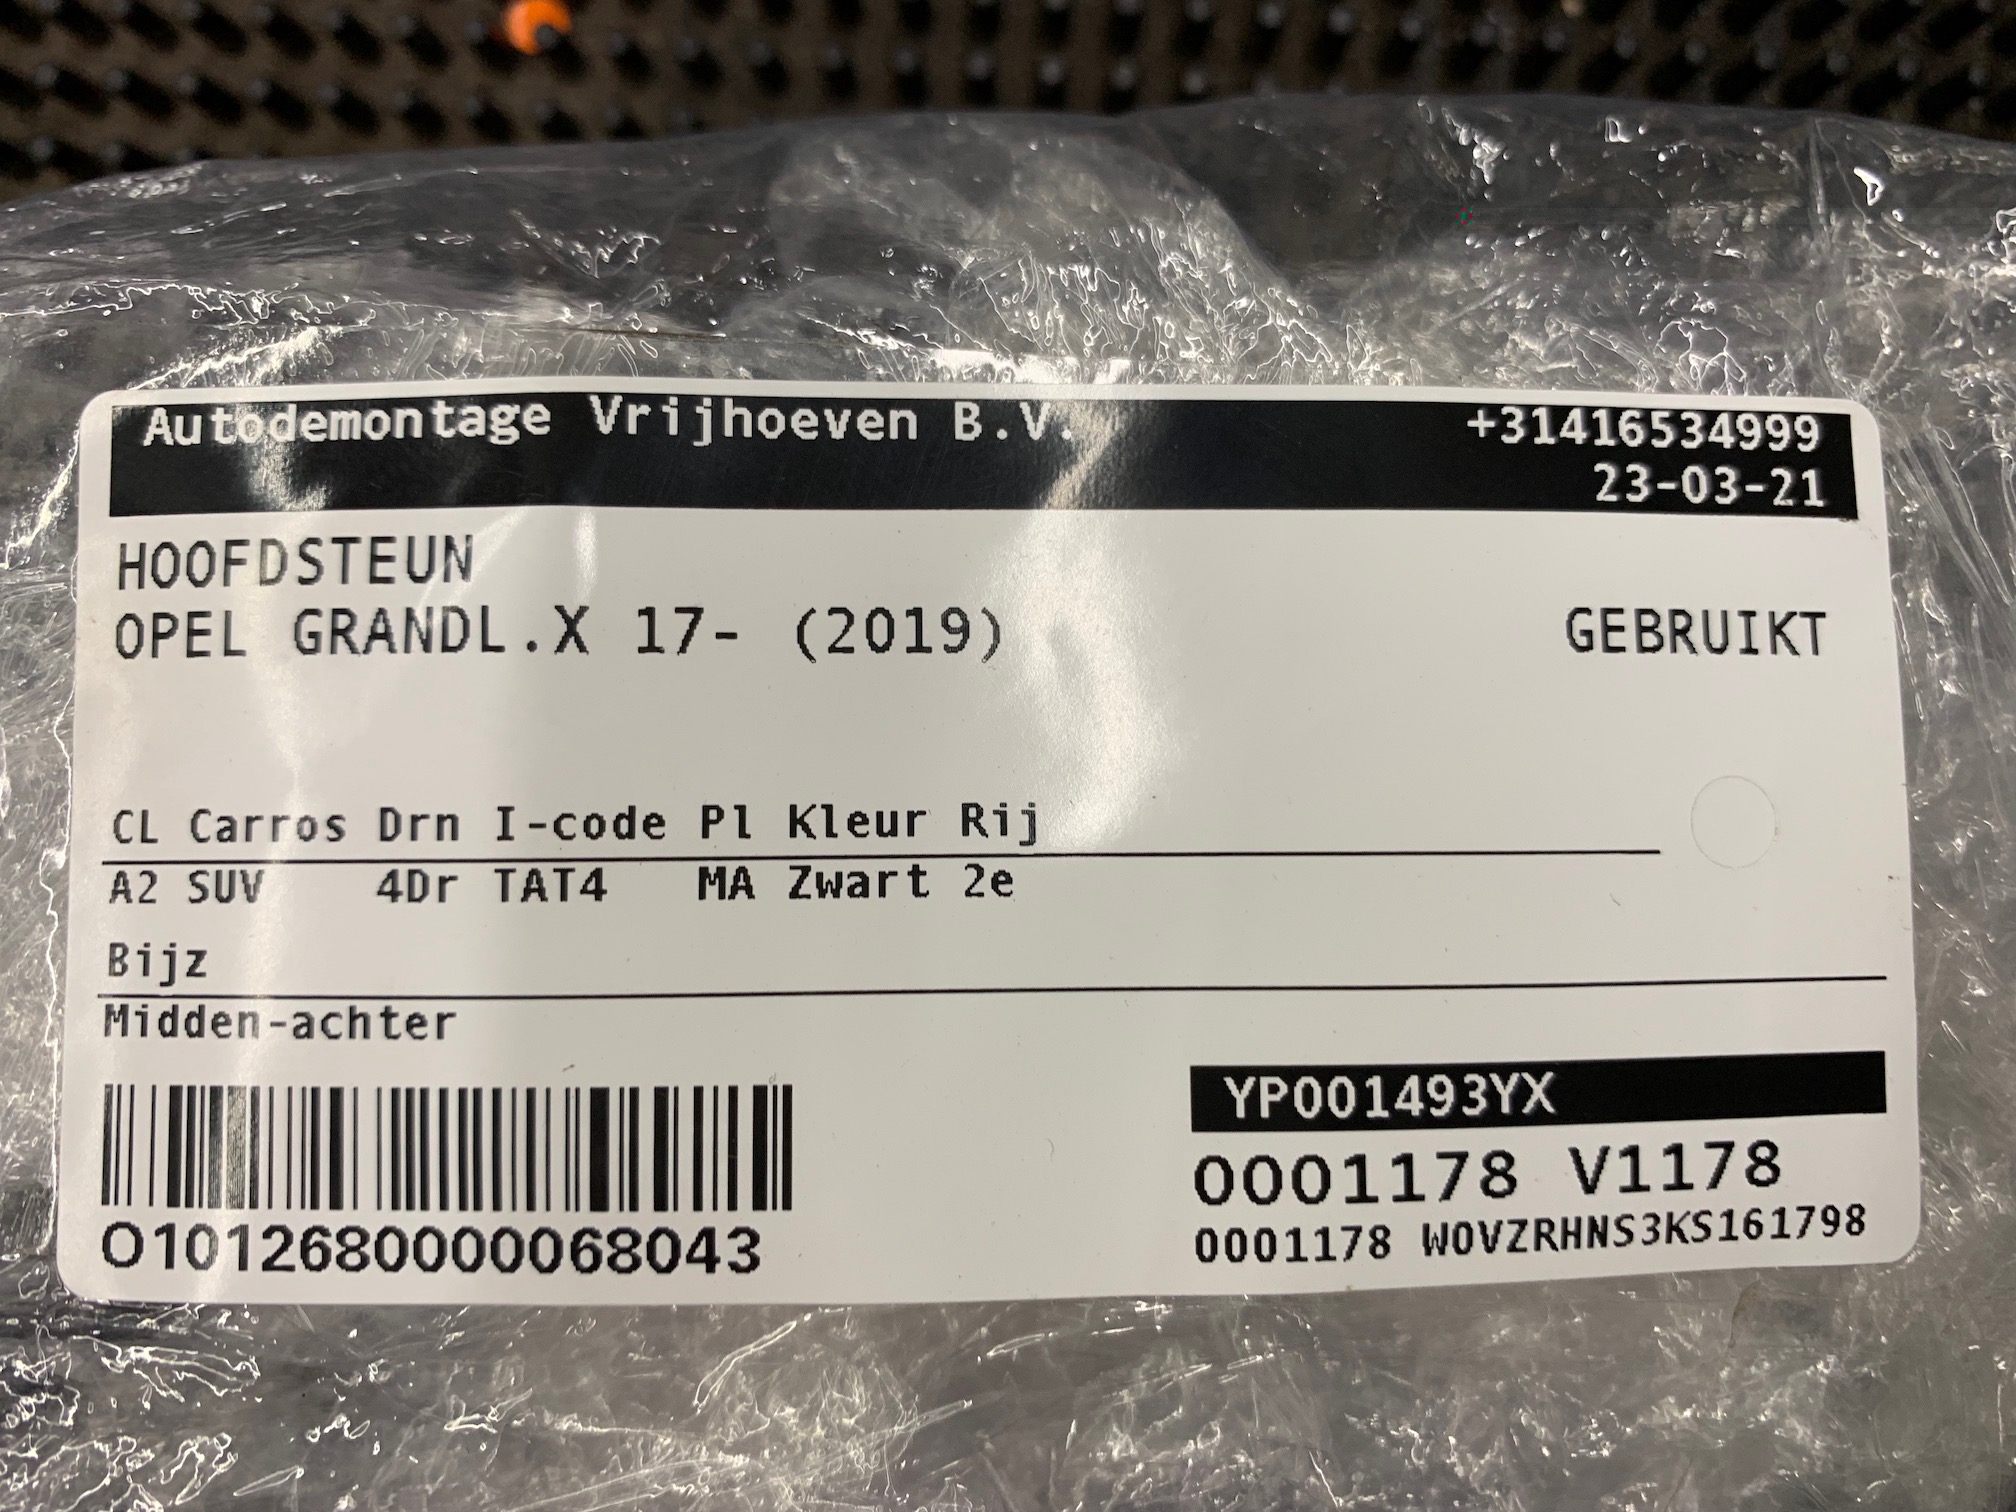 Autodemontage Vrijhoeven B.V. +31416534999
23-03-21
HOOFDSTEUN
OPEL GRANDL.X 17- (2019) GEBRUIKT
CL Carros Drn I-code Pl Kleur Rij
A2 SUV 4Dr TAT4 MA Zwart 2e
Bijz
Midden-achter
YP001493YX
0001178 V1178
O1012680000068043 0001178 W0VZRHNS3KS161798